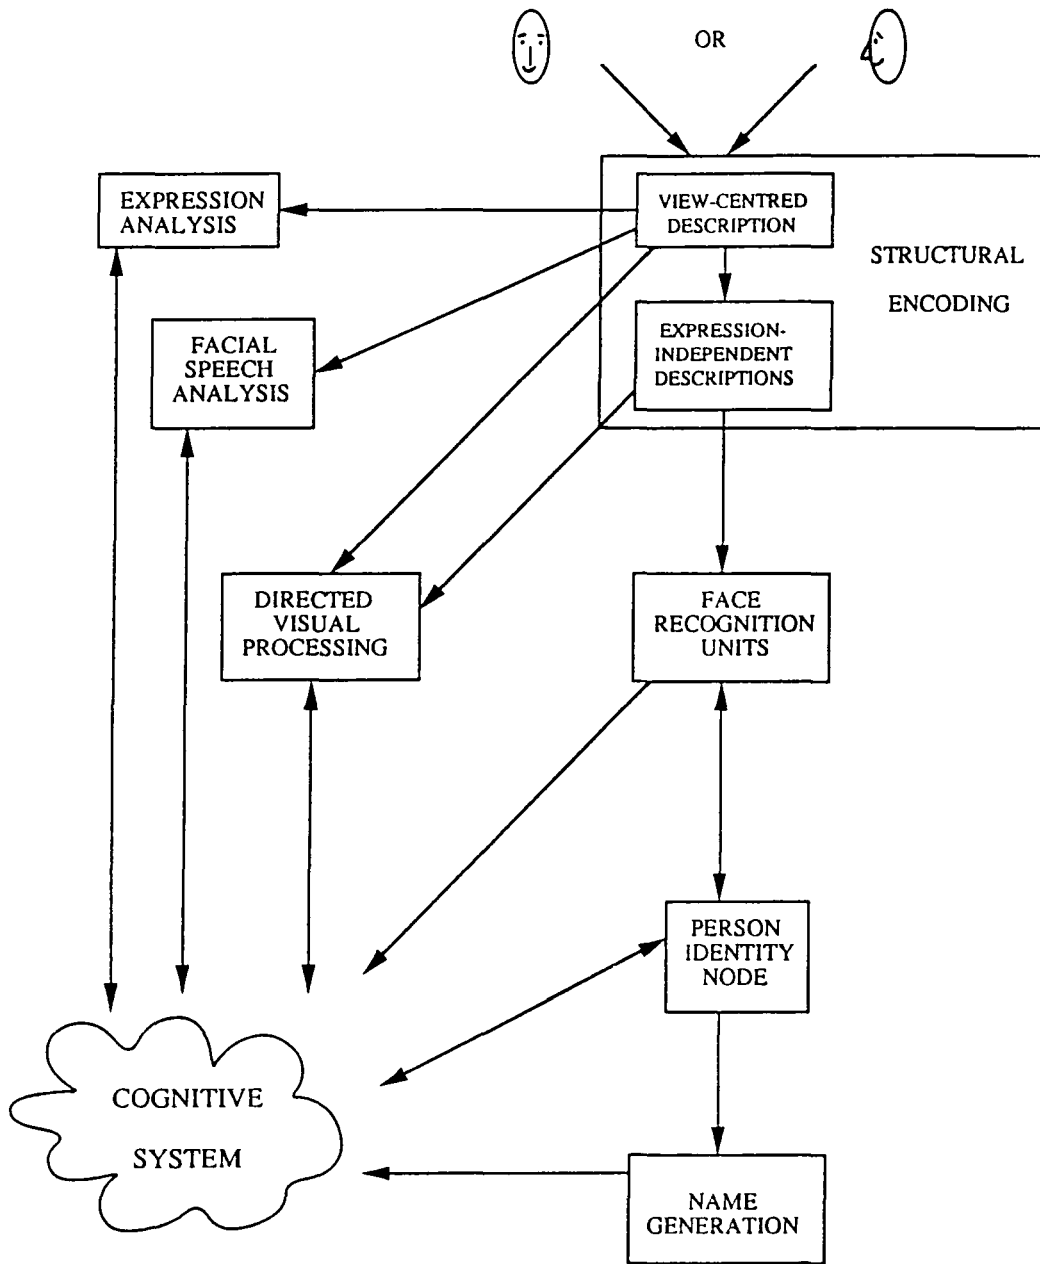 OR
VIEW-CENTRED
DESCRIPTION
EXPRESSION
ANALYSIS
STRUCTURAL
ENCODING
EXPRESSION-
INDEPENDENT
DESCRIPTIONS
FACIAL
SPEECH
ANALYSIS
DIRECTED
VISUAL
PROCESSING
FACE
RECOGNITION
UNITS
PERSON
IDENTITY
NODE
COGNITIVE
SYSTEM
NAME
GENERATION